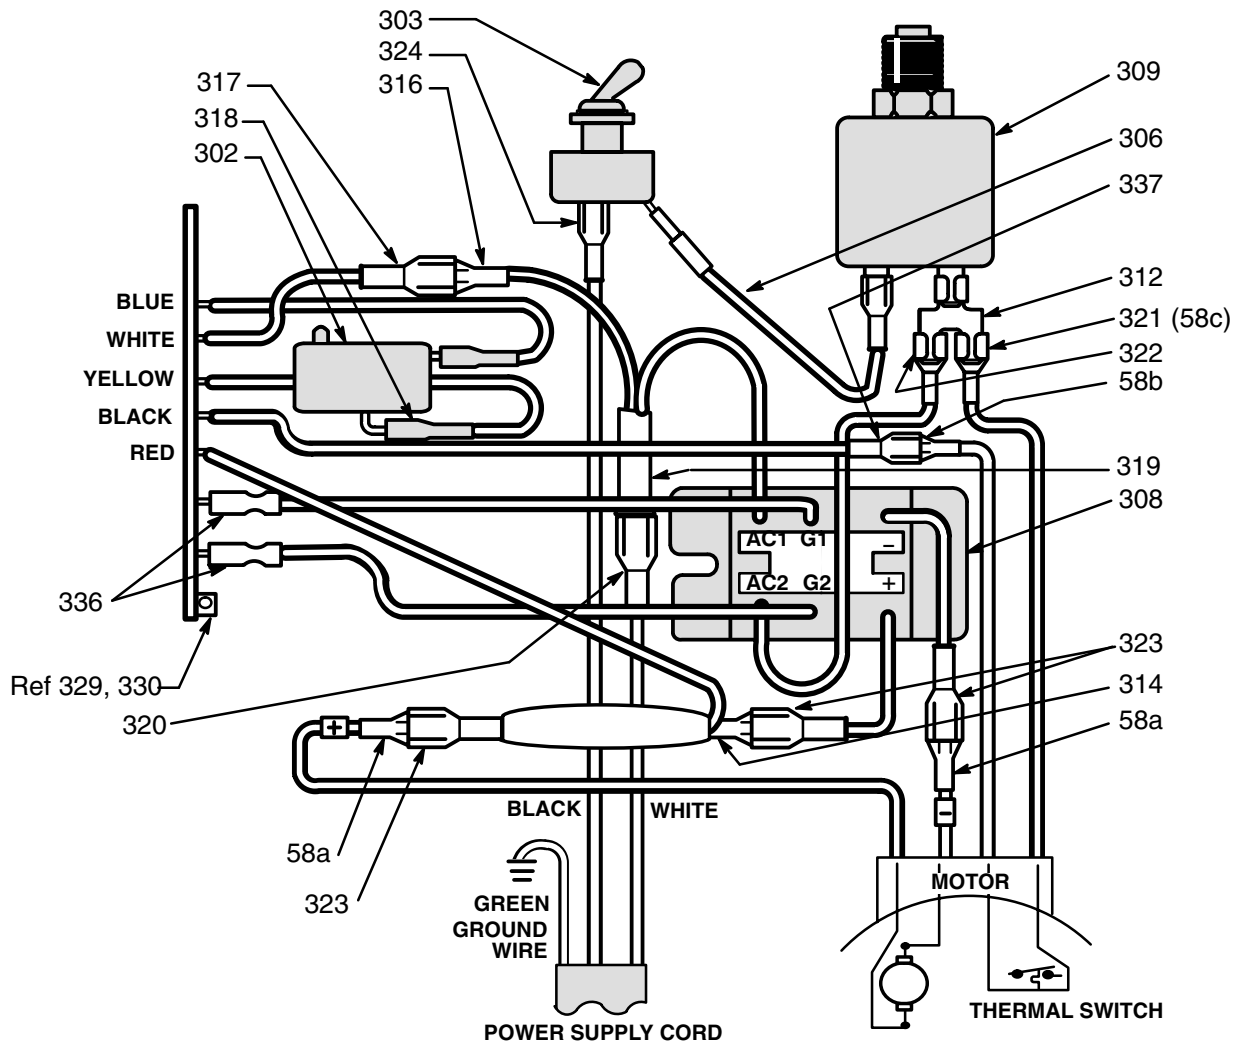 303
324
316
317
318
302
309
306
337
312
321 (58c)
322
58b
319
308
BLUE
WHITE
YELLOW
BLACK
RED
AC1 G1 –
AC2 G2 +
336
Ref 329, 330
320
323
314
58a
+
–
BLACK
WHITE
58a
323
GREEN
GROUND
WIRE
MOTOR
THERMAL SWITCH
POWER SUPPLY CORD